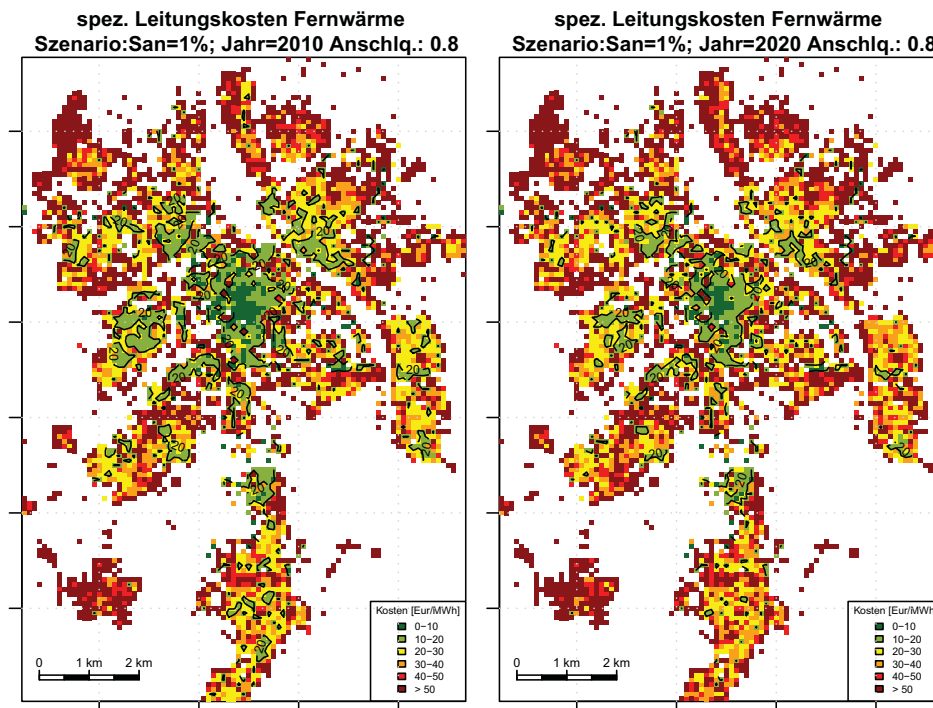 spez. Leitungskosten Fernwärme
Szenario:San=1%; Jahr=2010 Anschlq.: 0.8
Kosten [Eur/MWh]
0−10
10−20
20−30
30−40
40−50
> 50
0 1 km 2 km
spez. Leitungskosten Fernwärme
Szenario:San=1%; Jahr=2020 Anschlq.: 0.8
Kosten [Eur/MWh]
0−10
10−20
20−30
30−40
40−50
> 50
0 1 km 2 km